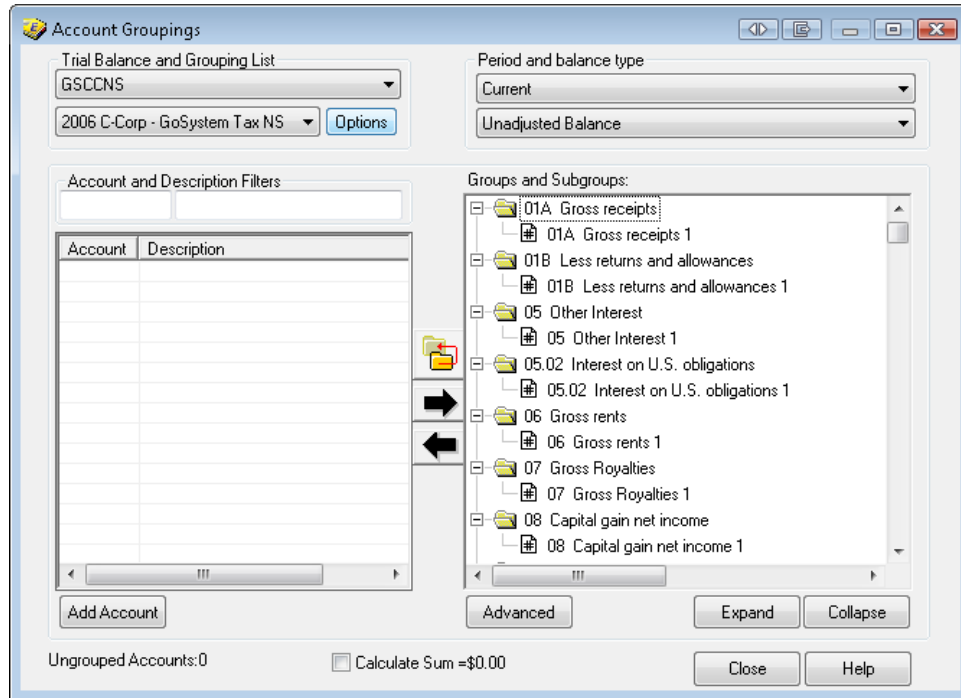 Account Groupings
Trial Balance and Grouping List
GSCCNS
2006 C-Corp - GoSystem Tax NS
Options
Period and balance type
Current
Unadjusted Balance
Account and Description Filters
Account Description
Add Account
Groups and Subgroups:
01A Gross receipts
01A Gross receipts 1
01B Less returns and allowances
01B Less returns and allowances 1
05 Other Interest
05 Other Interest 1
05.02 Interest on U.S. obligations
05.02 Interest on U.S. obligations 1
06 Gross rents
06 Gross rents 1
07 Gross Royalties
07 Gross Royalties 1
08 Capital gain net income
08 Capital gain net income 1
Advanced
Expand
Collapse
Ungrouped Accounts:0
Calculate Sum =$0.00
Close
Help